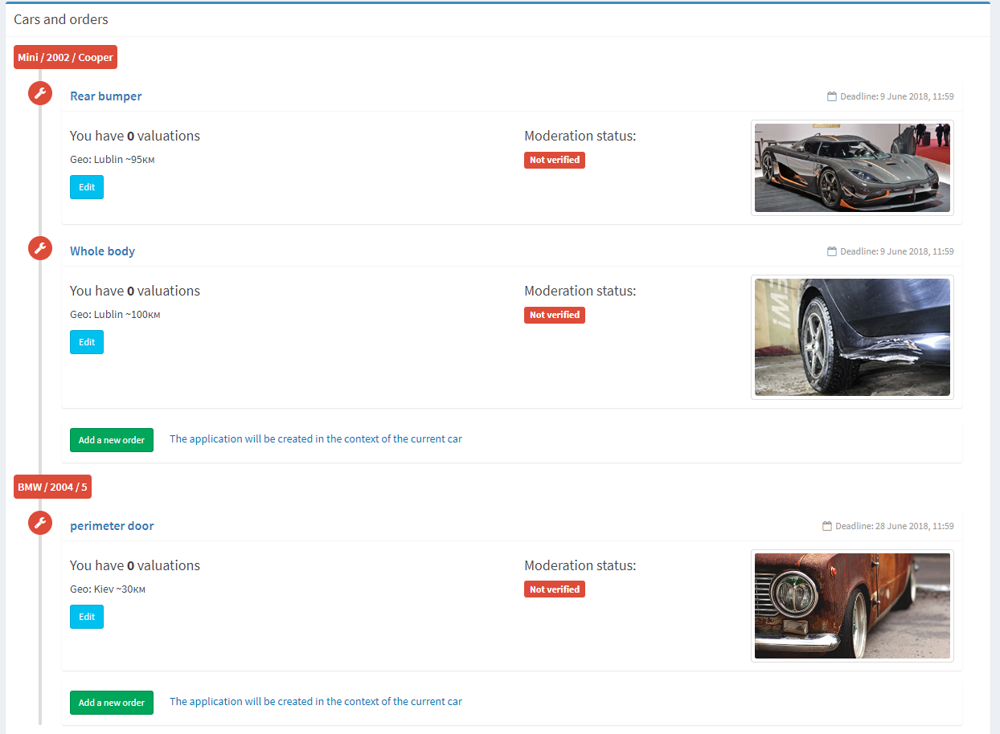 Cars and orders
Mini / 2002 / Cooper
Rear bumper
Deadline: 9 June 2018, 11:59
You have 0 valuations
Moderation status:
Geo: Lublin ~95км
Not verified
Edit
Whole body
Deadline: 9 June 2018, 11:59
You have 0 valuations
Moderation status:
Geo: Lublin ~100км
Not verified
Edit
Add a new order
The application will be created in the context of the current car
BMW / 2004 / 5
perimeter door
Deadline: 28 June 2018, 11:59
You have 0 valuations
Moderation status:
Geo: Kiev ~30км
Not verified
Edit
Add a new order
The application will be created in the context of the current car